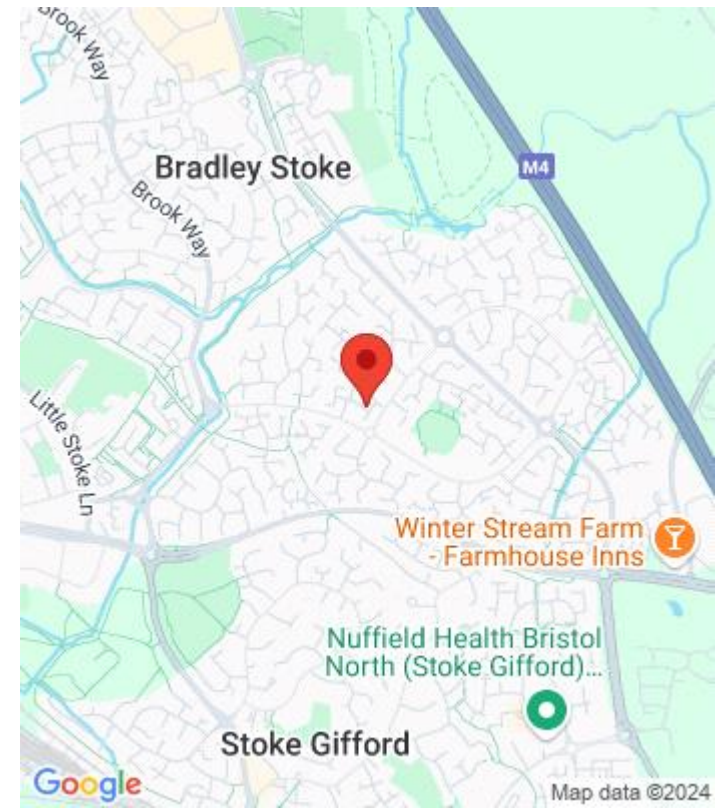 Brook Way
Bradley Stoke
Brook Way
M4
Little Stoke Ln
Winter Stream Farm
- Farmhouse Inns
Nuffield Health Bristol
North (Stoke Gifford)...
Stoke Gifford
Google
Map data ©2024